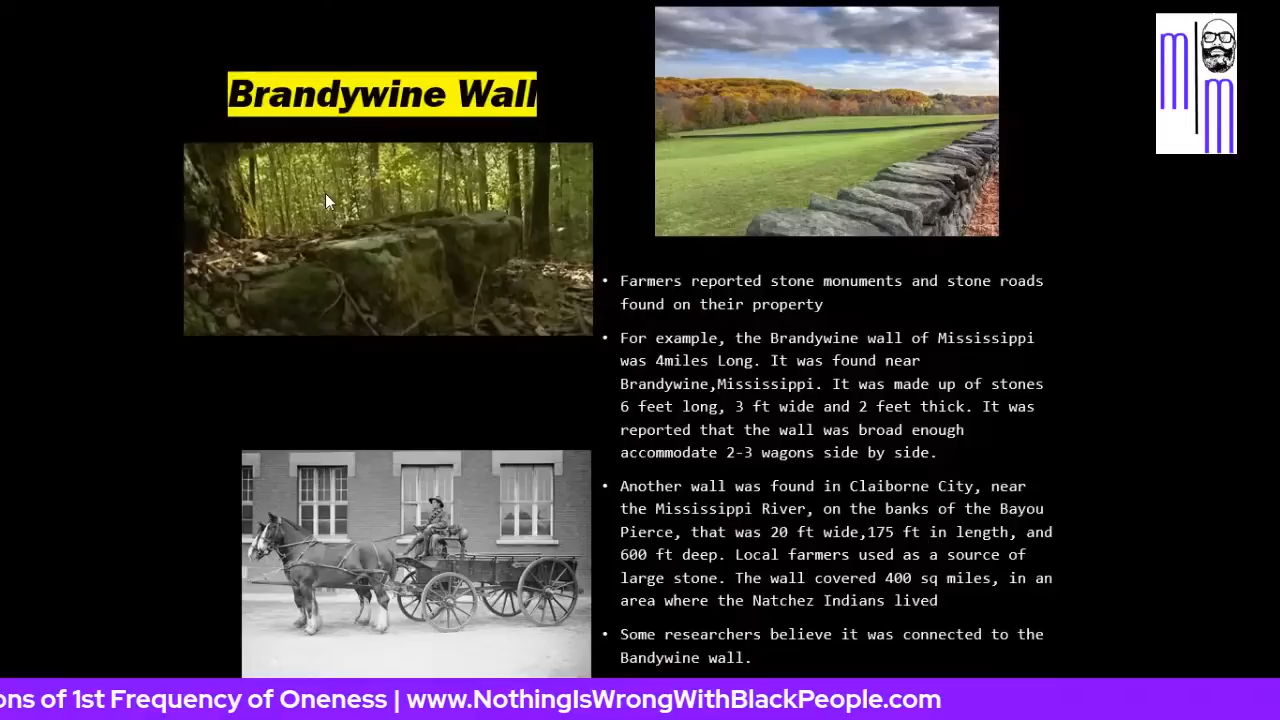 Brandywine Wall
m m
• Farmers reported stone monuments and stone roads
found on their property
• For example, the Brandywine wall of Mississippi
was 4miles Long. It was found near
Brandywine,Mississippi. It was made up of stones
6 feet long, 3 ft wide and 2 feet thick. It was
reported that the wall was broad enough
accommodate 2-3 wagons side by side.
• Another wall was found in Claiborne City, near
the Mississippi River, on the banks of the Bayou
Pierce, that was 20 ft wide,175 ft in length, and
600 ft deep. Local farmers used as a source of
large stone. The wall covered 400 sq miles, in an
area where the Natchez Indians lived
• Some researchers believe it was connected to the
Bandywine wall.
ons of 1st Frequency of Oneness | www.NothingIsWrongWithBlackPeople.com